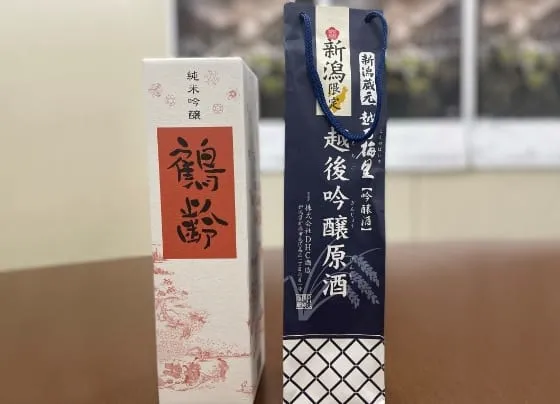 純米吟醸
鶴齢
新潟
限定
新潟蔵元
越乃梅里【吟醸酒】
越後吟醸原酒
株式会社DHC酒造